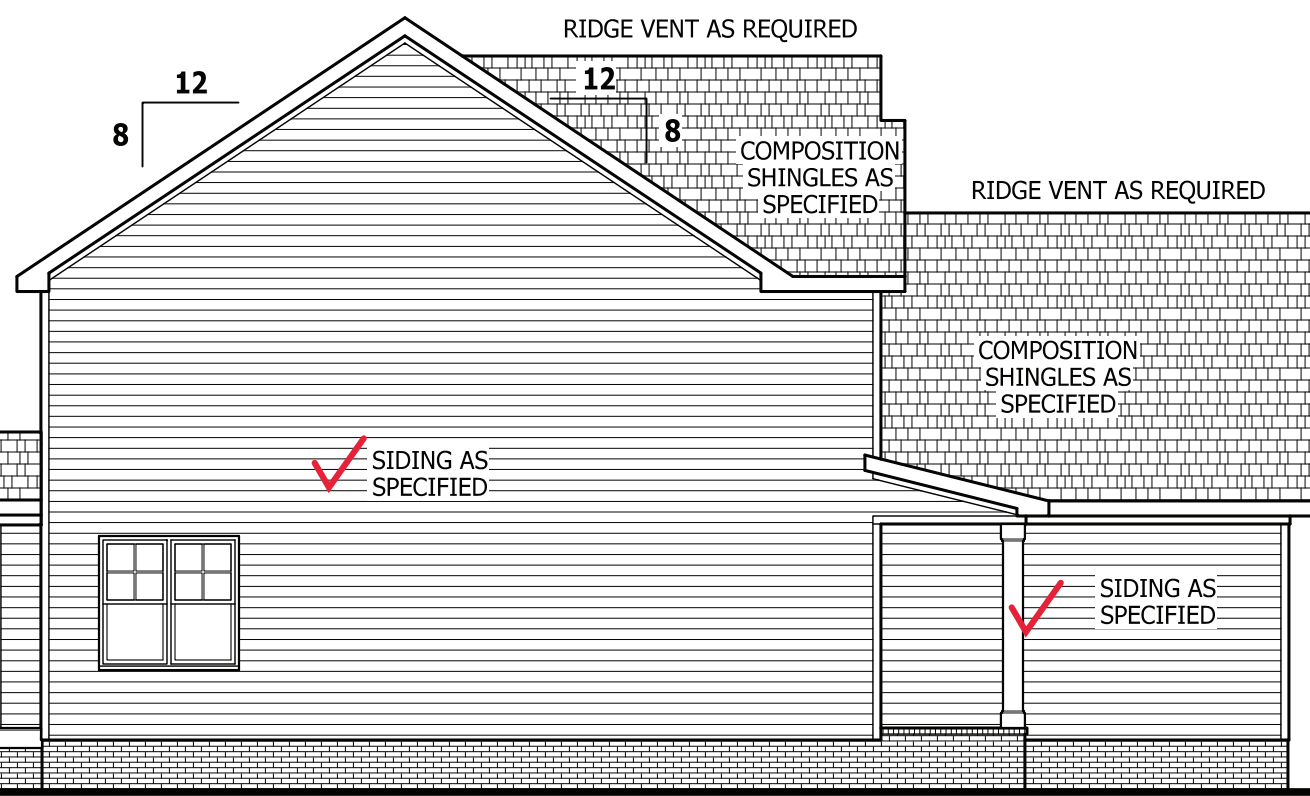 RIDGE VENT AS REQUIRED
12
12
8
8
COMPOSITION
SHINGLES AS
SPECIFIED
RIDGE VENT AS REQUIRED
COMPOSITION
SHINGLES AS
SPECIFIED
SIDING AS
SPECIFIED
SIDING AS
SPECIFIED